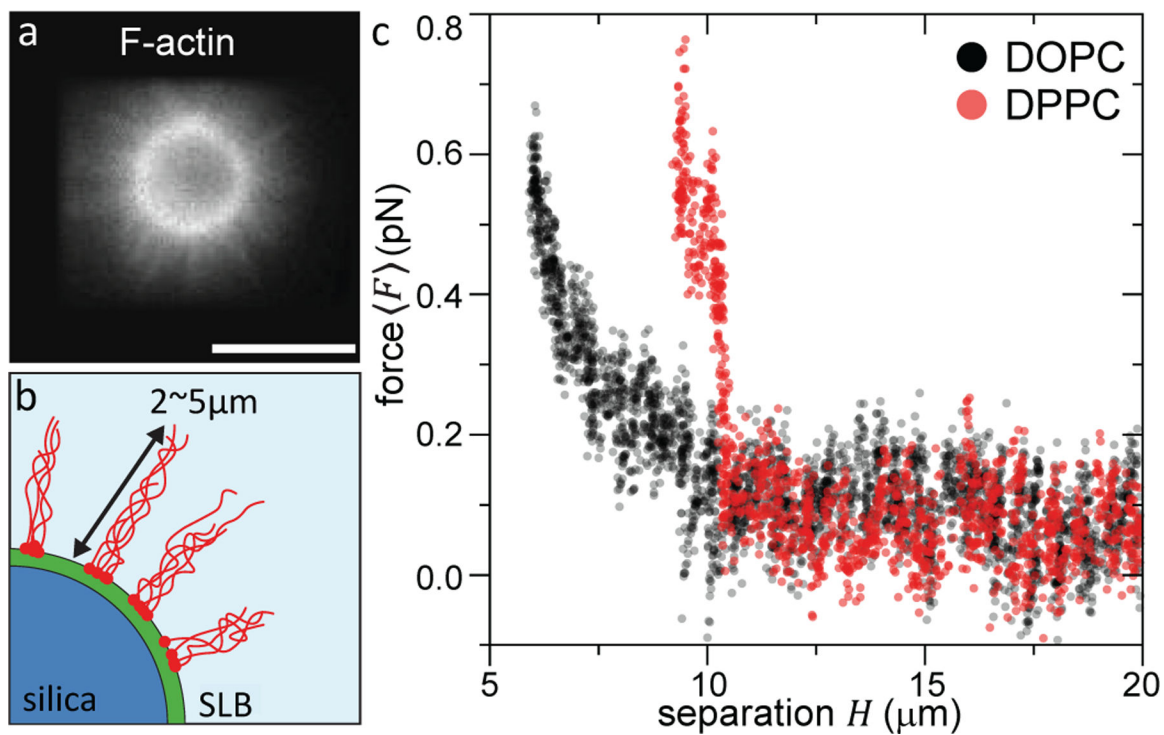 a
F-actin
b
2~5µm
silica
SLB
c
DOPC
DPPC
force ⟨F⟩ (pN)
0.8
0.6
0.4
0.2
0.0
5
10
15
20
separation H (µm)